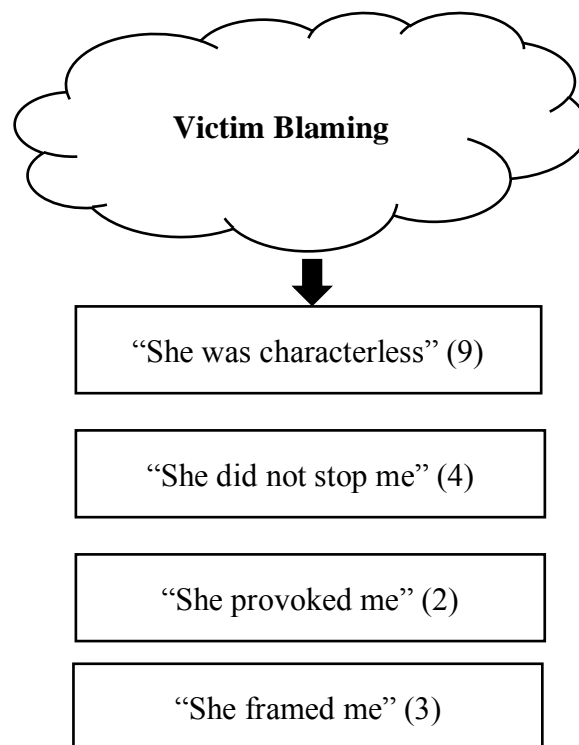 Victim Blaming
“She was characterless” (9)
“She did not stop me” (4)
“She provoked me” (2)
“She framed me” (3)